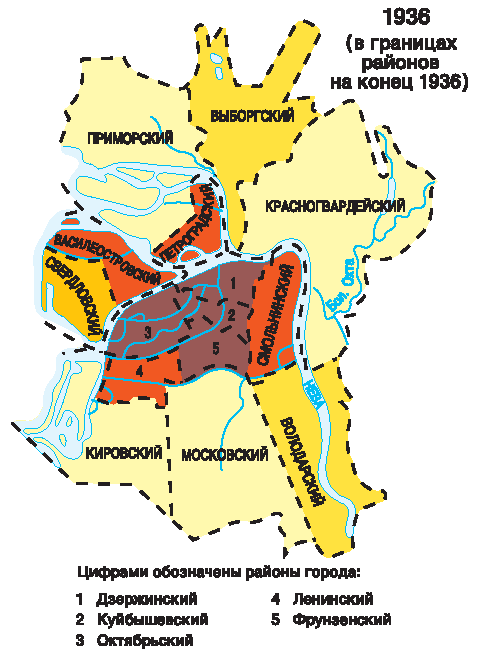 1936
(в границах
районов
на конец 1936)
ВЫБОРГСКИЙ
ПРИМОРСКИЙ
КРАСНОГВАРДЕЙСКИЙ
ПЕТРОГРАДСКИЙ
ВАСИЛЕОСТРОВСКИЙ
СВЕРДЛОВСКИЙ
Бол. Охта
СМОЛЬНИНСКИЙ
1
2
3
5
4
НЕВА
КИРОВСКИЙ
МОСКОВСКИЙ
ВОЛОДАРСКИЙ
Цифрами обозначены районы города:
1 Дзержинский
2 Куйбышевский
3 Октябрьский
4 Ленинский
5 Фрунзенский